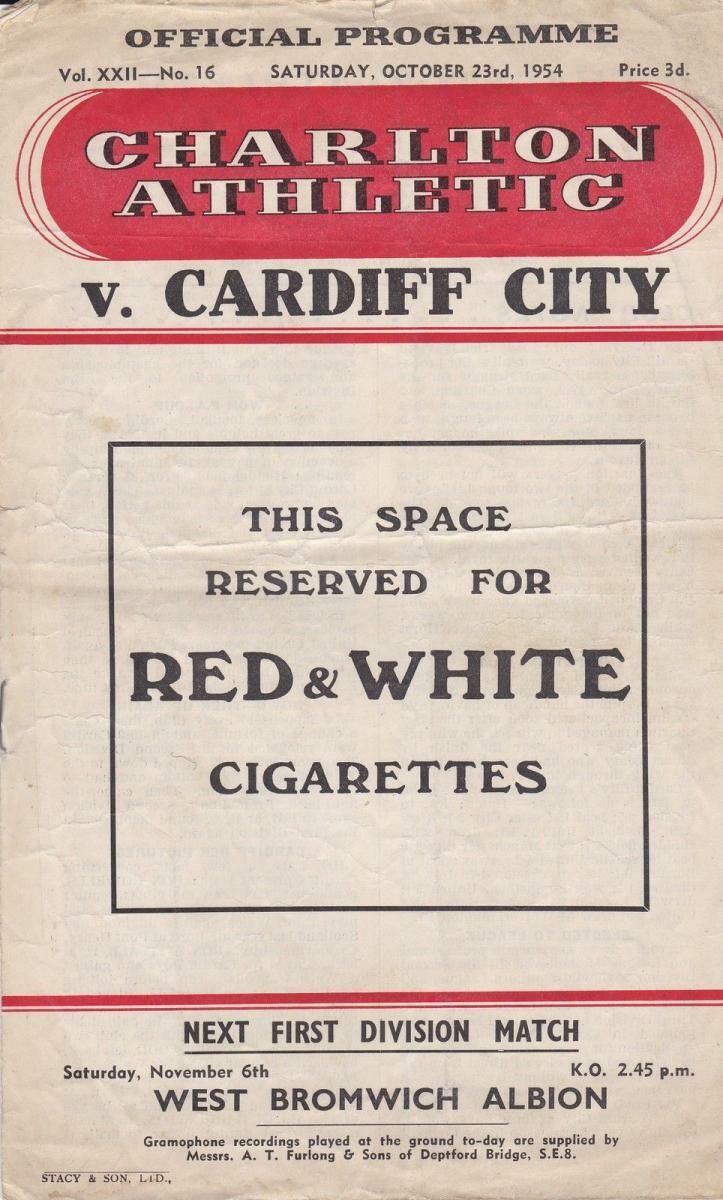 OFFICIAL PROGRAMME
Vol. XXII—No. 16 SATURDAY, OCTOBER 23rd, 1954 Price 3d.
CHARLTON
ATHLETIC
v. CARDIFF CITY
THIS SPACE
RESERVED FOR
RED & WHITE
CIGARETTES
NEXT FIRST DIVISION MATCH
Saturday, November 6th K.O. 2.45 p.m.
WEST BROMWICH ALBION
Gramophone recordings played at the ground to-day are supplied by
Messrs. A. T. Furlong & Sons of Deptford Bridge, S.E.8.
STACY & SON, LTD.,